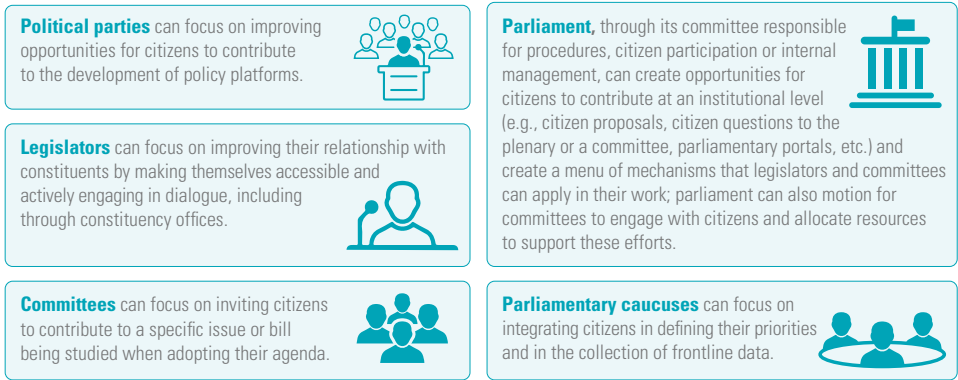 Political parties can focus on improving
opportunities for citizens to contribute
to the development of policy platforms.
Legislators can focus on improving their relationship with
constituents by making themselves accessible and
actively engaging in dialogue, including
through constituency offices.
Committees can focus on inviting citizens
to contribute to a specific issue or bill
being studied when adopting their agenda.
Parliament, through its committee responsible
for procedures, citizen participation or internal
management, can create opportunities for
citizens to contribute at an institutional level
(e.g., citizen proposals, citizen questions to the
plenary or a committee, parliamentary portals, etc.) and
create a menu of mechanisms that legislators and committees
can apply in their work; parliament can also motion for
committees to engage with citizens and allocate resources
to support these efforts.
Parliamentary caucuses can focus on
integrating citizens in defining their priorities
and in the collection of frontline data.